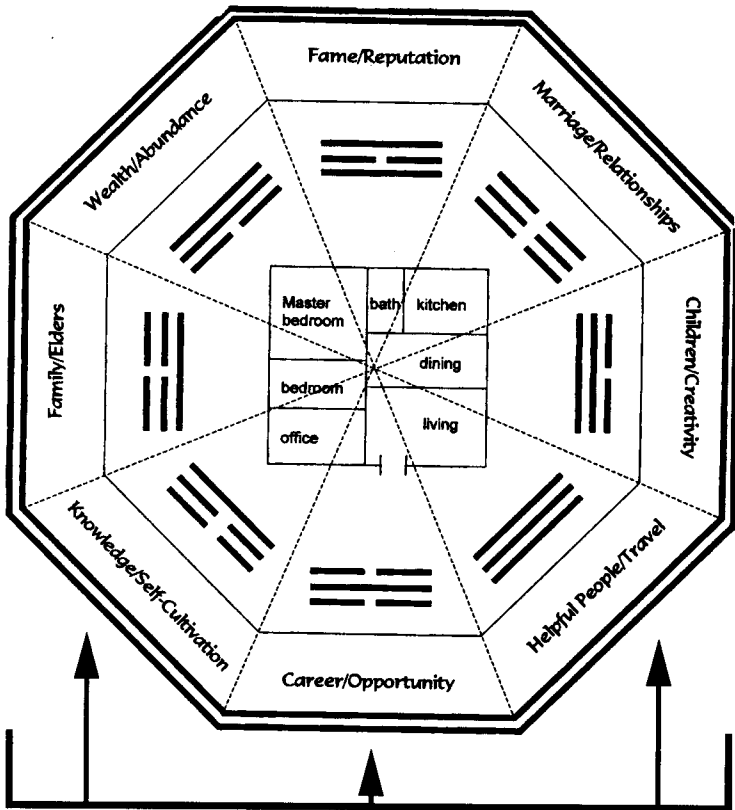 Fame/Reputation
Wealth/Abundance
Marriage/Relationships
Master
bedroom
bath
kitchen
Family/Elders
Children/Creativity
dining
bedroom
office
living
Knowledge/Self-Cultivation
Helpful People/Travel
Career/Opportunity